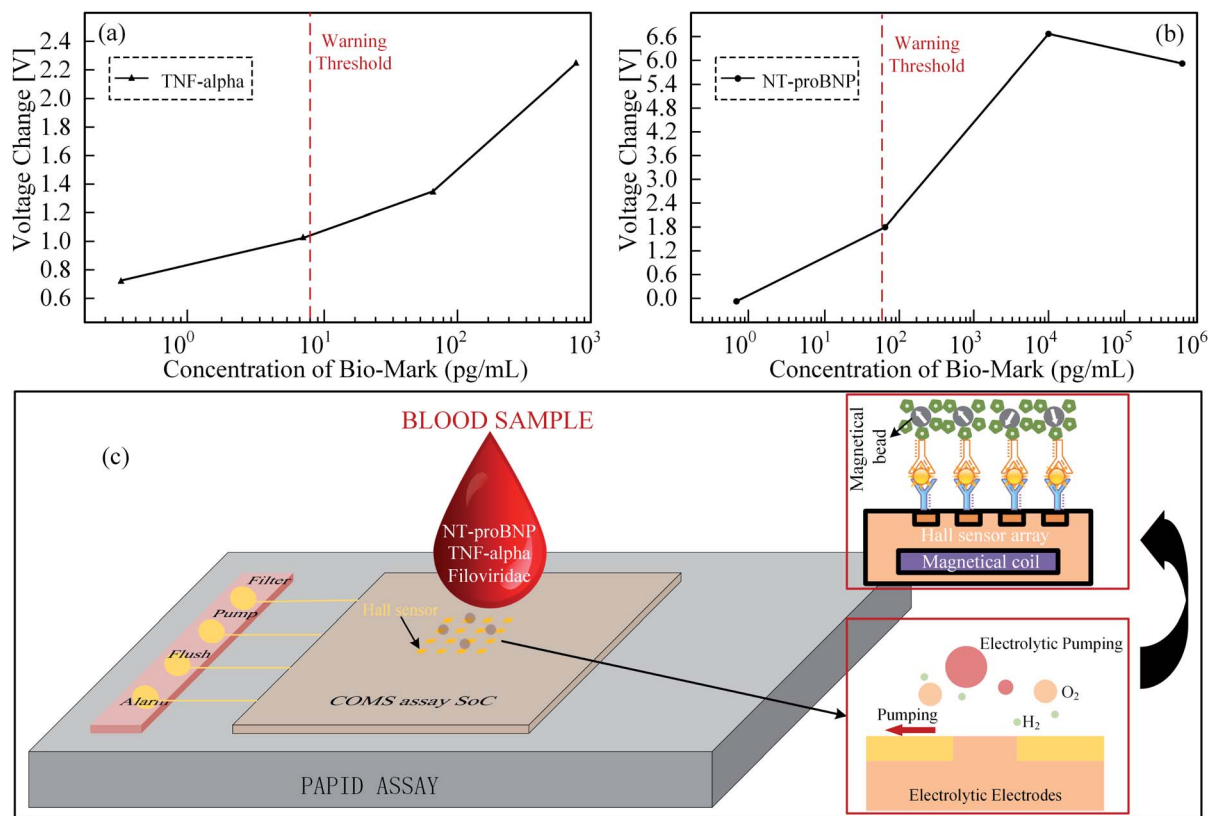 (a)
TNF-alpha
Warning
Threshold
2.4
2.2
2.0
1.8
1.6
1.4
1.2
1.0
0.8
0.6
Voltage Change [V]
10^0
10^1
10^2
10^3
Concentration of Bio-Mark (pg/mL)
(b)
NT-proBNP
Warning
Threshold
6.6
6.0
5.4
4.8
4.2
3.6
3.0
2.4
1.8
1.2
0.6
0.0
Voltage Change [V]
10^0
10^1
10^2
10^4
10^5
10^6
Concentration of Bio-Mark (pg/mL)
(c)
BLOOD SAMPLE
NT-proBNP
TNF-alpha
Filoviridae
Filter
Pump
Flush
Alarm
Hall sensor
COMS assay SoC
PAPID ASSAY
Magnetical
bead
Hall sensor array
Magnetical coil
Electrolytic Pumping
O₂
H₂
Pumping
Electrolytic Electrodes